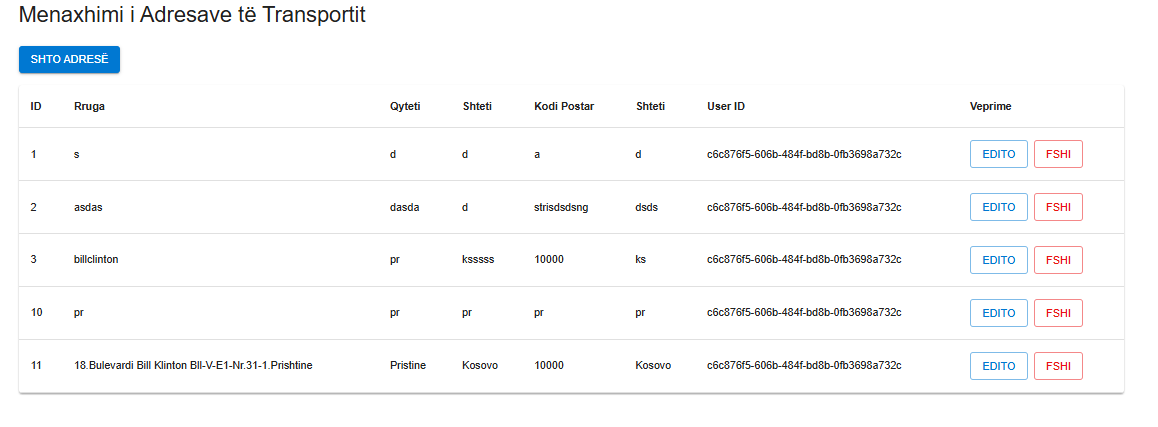 Menaxhimi i Adresave të Transportit
SHTO ADRESË
ID Rruga Qyteti Shteti Kodi Postar Shteti User ID Veprime
1 s d d a d c6c876f5-606b-484f-bd8b-0fb3698a732c EDITO FSHI
2 asdas dasda d strisdsdsng dsds c6c876f5-606b-484f-bd8b-0fb3698a732c EDITO FSHI
3 billclinton pr ksssss 10000 ks c6c876f5-606b-484f-bd8b-0fb3698a732c EDITO FSHI
10 pr pr pr pr pr c6c876f5-606b-484f-bd8b-0fb3698a732c EDITO FSHI
11 18.Bulevardi Bill Klinton Bll-V-E1-Nr.31-1.Prishtine Pristine Kosovo 10000 Kosovo c6c876f5-606b-484f-bd8b-0fb3698a732c EDITO FSHI